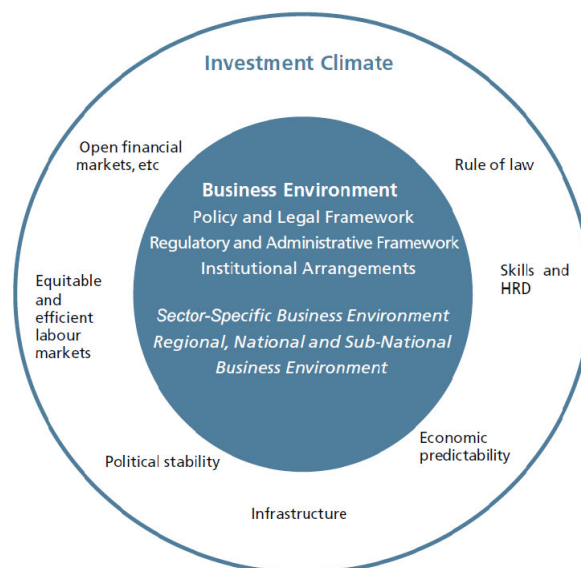 Investment Climate
Open financial
markets, etc
Rule of law
Business Environment
Policy and Legal Framework
Regulatory and Administrative Framework
Institutional Arrangements
Sector-Specific Business Environment
Regional, National and Sub-National
Business Environment
Equitable
and
efficient
labour
markets
Skills and
HRD
Political stability
Economic
predictability
Infrastructure